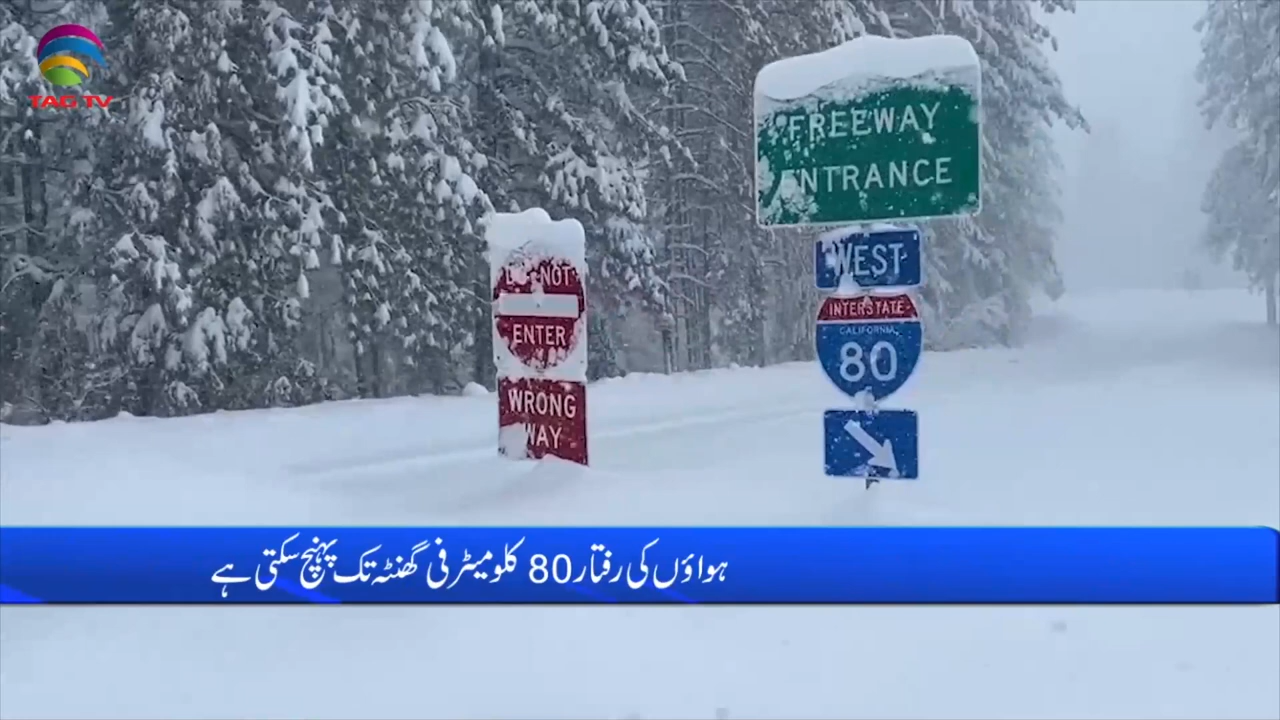 TAG TV
FREEWAY
ENTRANCE
WEST
INTERSTATE
CALIFORNIA
80
DO NOT
ENTER
WRONG
WAY
ہواؤں کی رفتار 80 کلومیٹر فی گھنٹہ تک پہنچ سکتی ہے